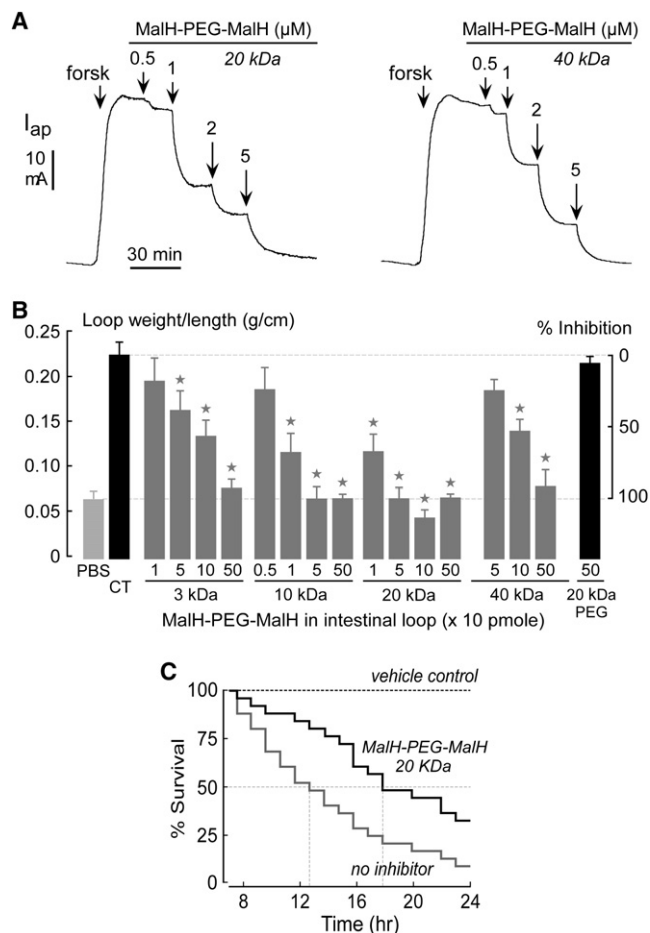 A
MalH-PEG-MalH (µM)
20 kDa
forsk
0.5
1
2
5
I ap
10
mA
30 min
MalH-PEG-MalH (µM)
40 kDa
forsk
0.5
1
2
5
B
Loop weight/length (g/cm)
% Inhibition
0.25
0.20
0.15
0.10
0.05
0
0
50
100
PBS
CT
1 5 10 50
3 kDa
0.5 1 5 50
10 kDa
1 5 10 50
20 kDa
5 10 50
40 kDa
50
20 kDa
PEG
MalH-PEG-MalH in intestinal loop (x 10 pmole)
C
% Survival
100
75
50
25
0
vehicle control
MalH-PEG-MalH
20 KDa
no inhibitor
8 12 16 20 24
Time (hr)